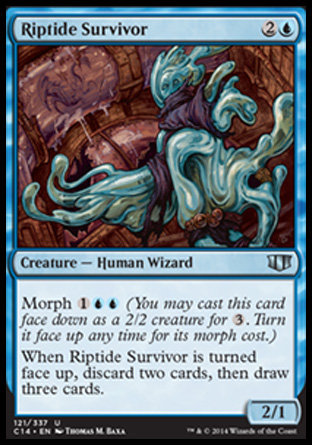 Riptide Survivor 2
Creature — Human Wizard
Morph 1 (You may cast this card
face down as a 2/2 creature for 3. Turn
it face up any time for its morph cost.)
When Riptide Survivor is turned
face up, discard two cards, then draw
three cards.
2/1
121/337 U
C14 • EN Thomas M. Baxa
™ & © 2014 Wizards of the Coast